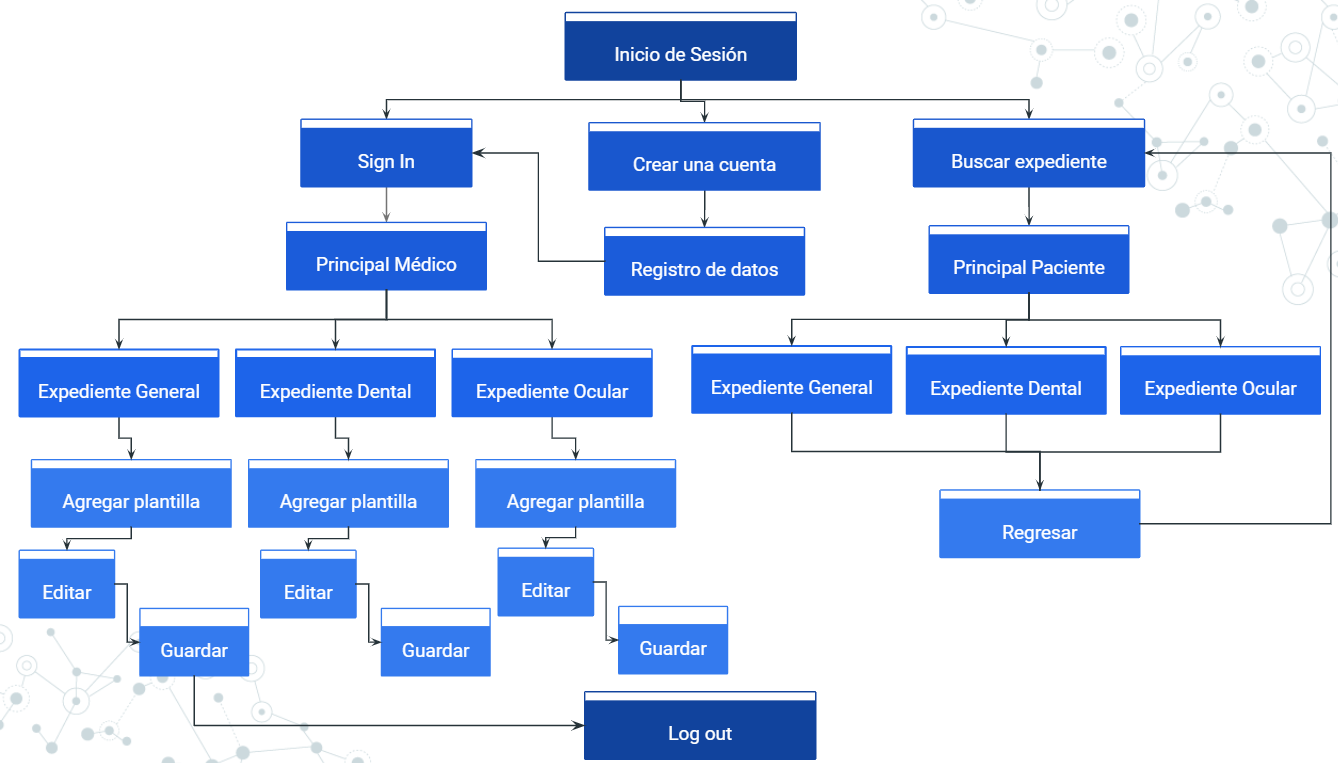 Inicio de Sesión
Sign In
Crear una cuenta
Buscar expediente
Principal Médico
Registro de datos
Principal Paciente
Expediente General
Expediente Dental
Expediente Ocular
Expediente General
Expediente Dental
Expediente Ocular
Agregar plantilla
Agregar plantilla
Agregar plantilla
Regresar
Editar
Editar
Editar
Guardar
Guardar
Guardar
Log out